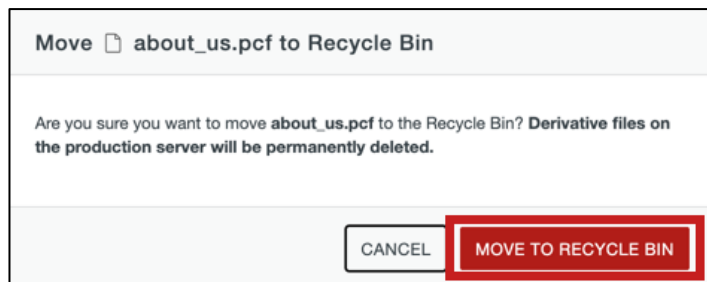 Move about_us.pcf to Recycle Bin
Are you sure you want to move about_us.pcf to the Recycle Bin? Derivative files on
the production server will be permanently deleted.
CANCEL MOVE TO RECYCLE BIN